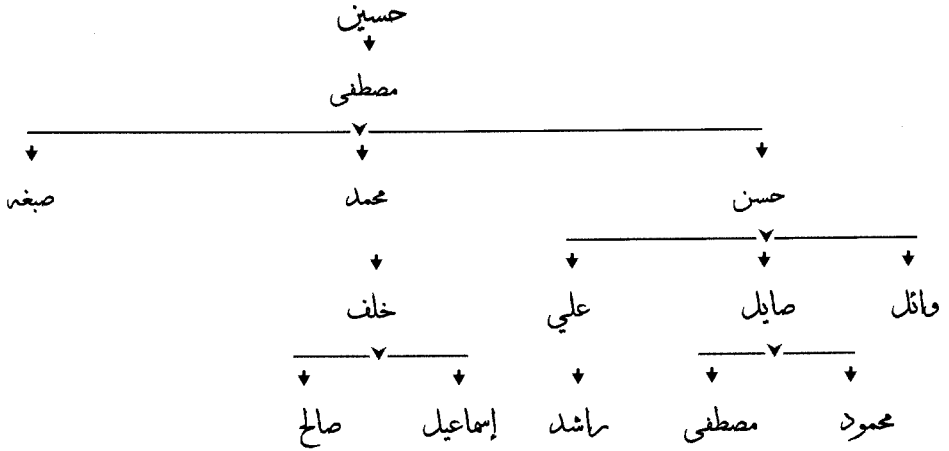 حسين
مصطفى
حسن محمد صبغه
وائل صايل علي خلف
محمود مصطفى راشد إسماعيل صالح